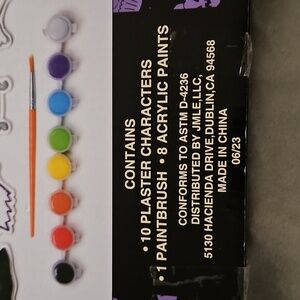 CONTAINS
• 10 PLASTER CHARACTERS
• 1 PAINTBRUSH • 8 ACRYLIC PAINTS
CONFORMS TO ASTM D-4236
DISTRIBUTED BY JMLE,LLC,
5130 HACIENDA DRIVE,DUBLIN,CA 94568
MADE IN CHINA
06/23